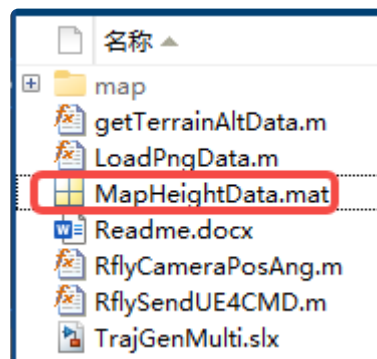 名称
map
getTerrainAltData.m
LoadPngData.m
MapHeightData.mat
Readme.docx
RflyCameraPosAng.m
RflySendUE4CMD.m
TrajGenMulti.slx